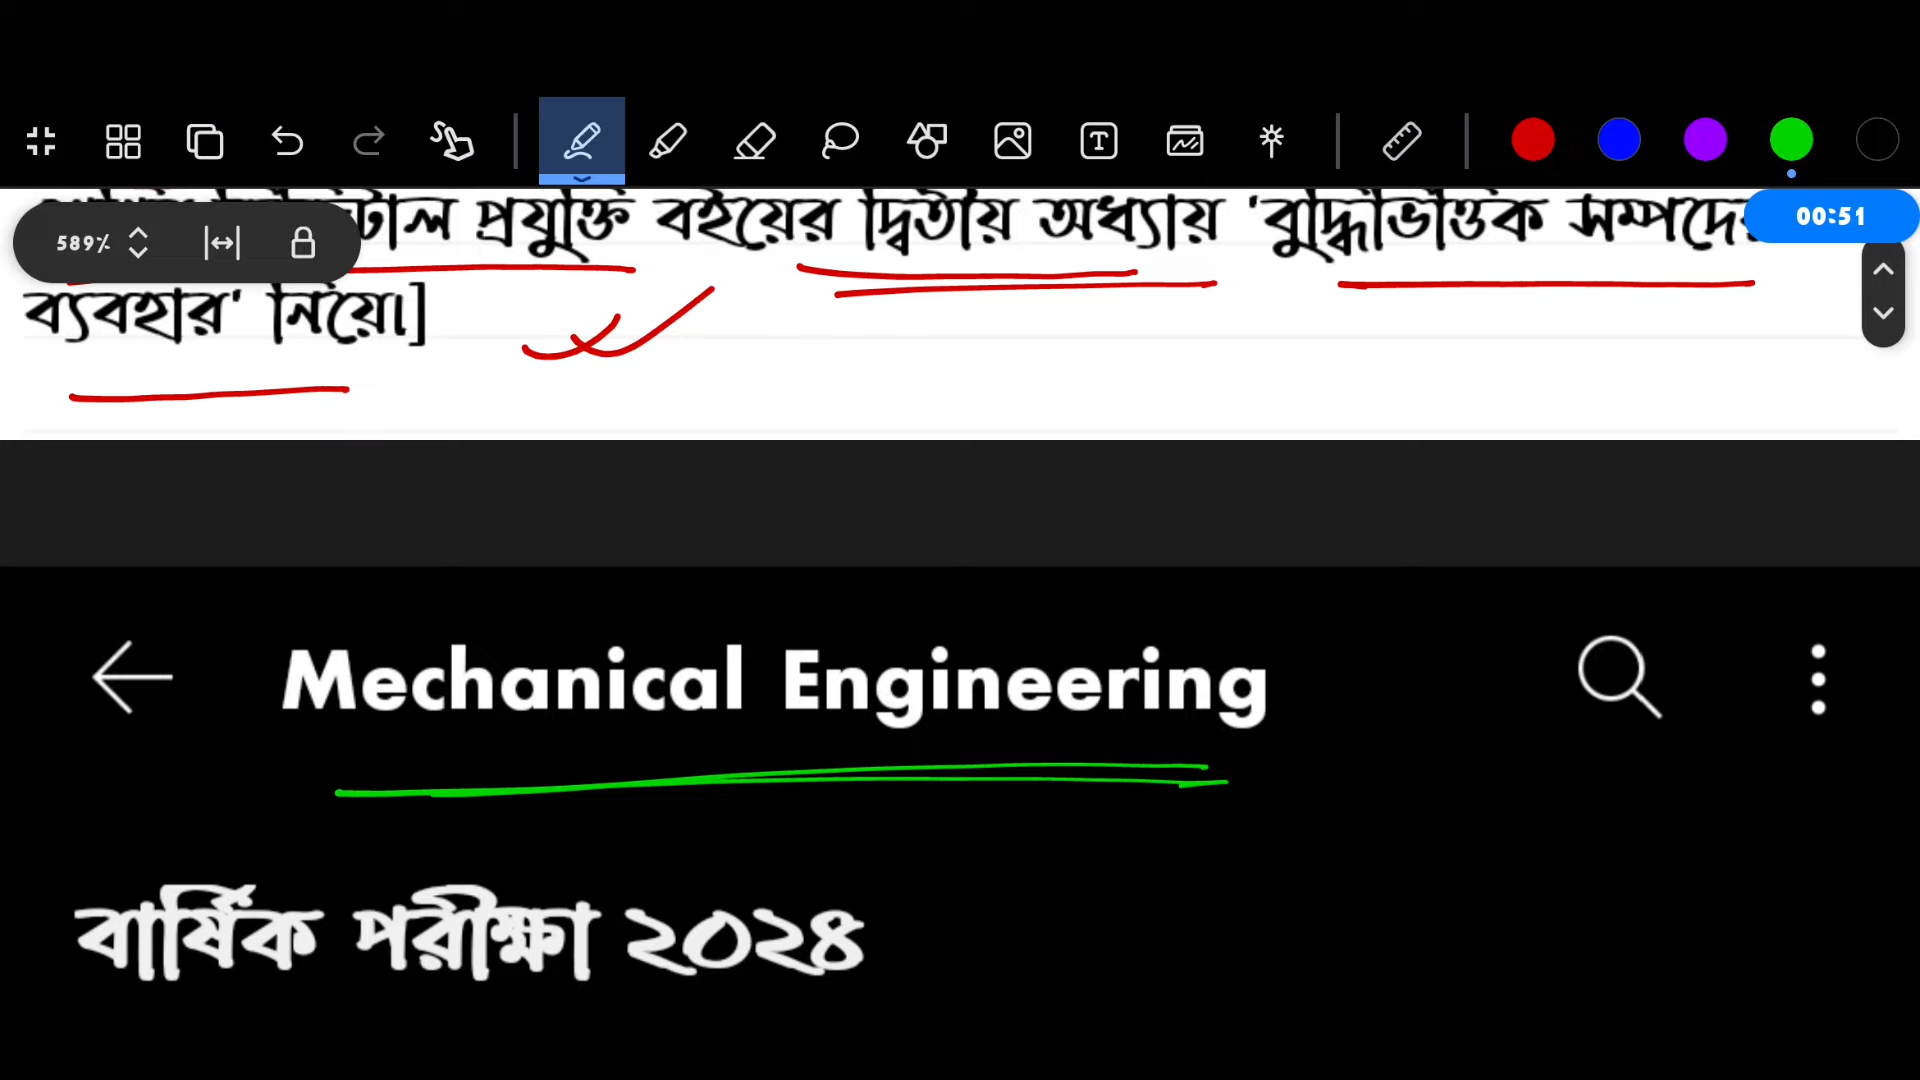 প্রযুক্তি বইয়ের দ্বিতীয় অধ্যায় 'বুদ্ধিভিত্তিক সম্পদের
00:51
589%
ব্যবহার' নিয়ে।]
Mechanical Engineering
বার্ষিক পরীক্ষা ২০২৪